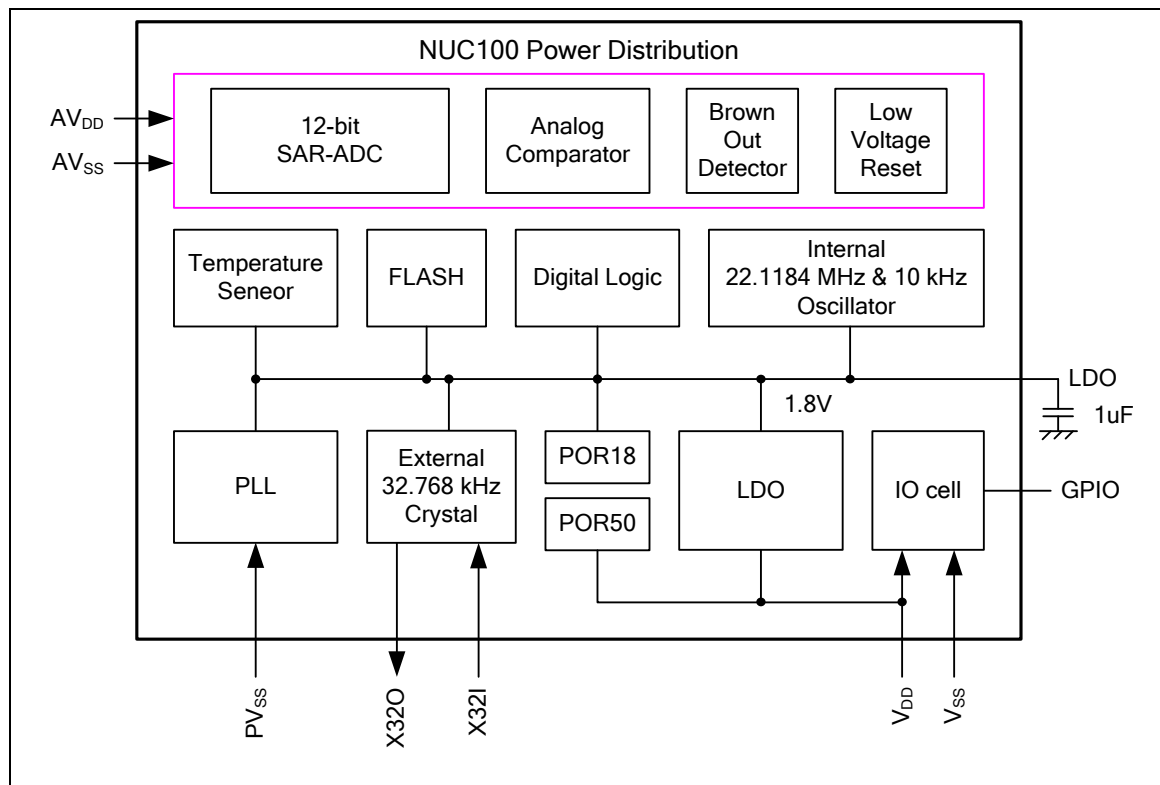 NUC100 Power Distribution
AVDD
AVSS
12-bit
SAR-ADC
Analog
Comparator
Brown
Out
Detector
Low
Voltage
Reset
Temperature
Seneor
FLASH
Digital Logic
Internal
22.1184 MHz & 10 kHz
Oscillator
LDO
1uF
1.8V
PLL
External
32.768 kHz
Crystal
POR18
POR50
LDO
IO cell
GPIO
PVSS
X32O
X32I
VDD
VSS